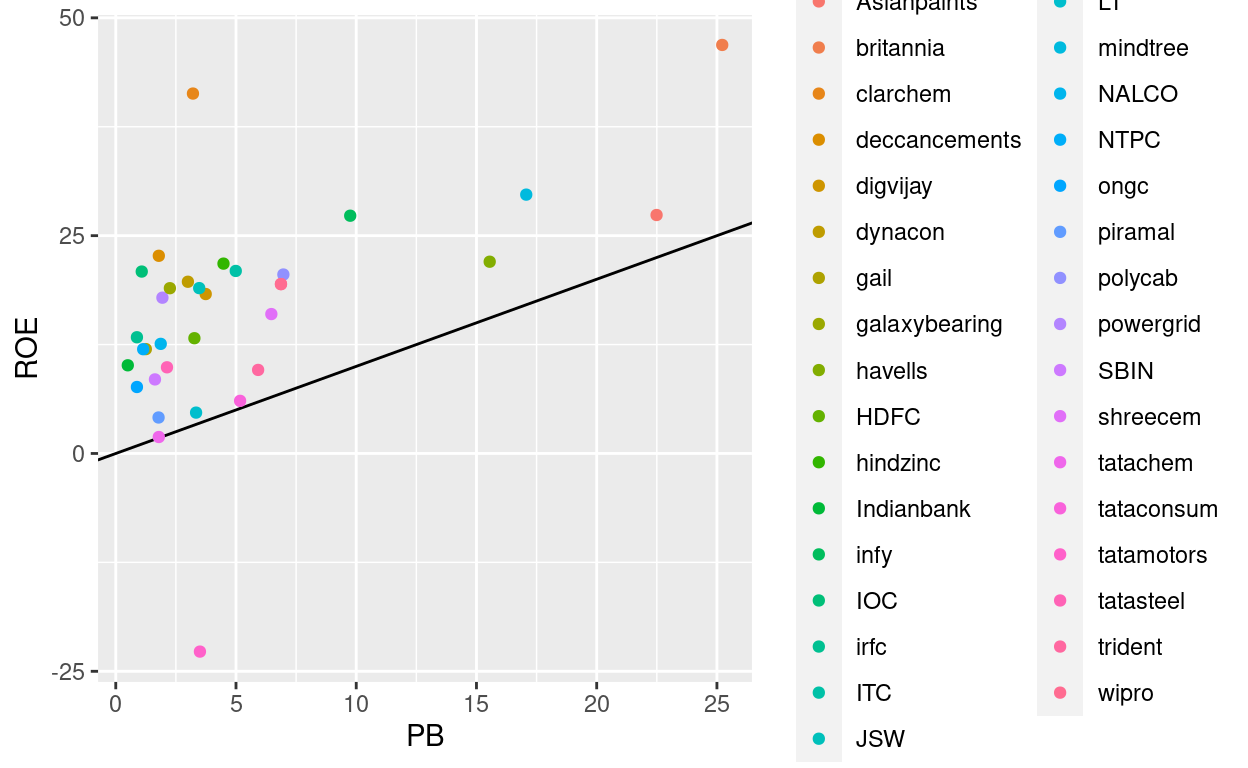 50
25
0
-25
ROE
0 5 10 15 20 25
PB
Asianpaints
britannia
clarchem
deccancements
digvijay
dynacon
gail
galaxybearing
havells
HDFC
hindzinc
Indianbank
infy
IOC
irfc
ITC
JSW
LT
mindtree
NALCO
NTPC
ongc
piramal
polycab
powergrid
SBIN
shreecem
tatachem
tataconsum
tatamotors
tatasteel
trident
wipro